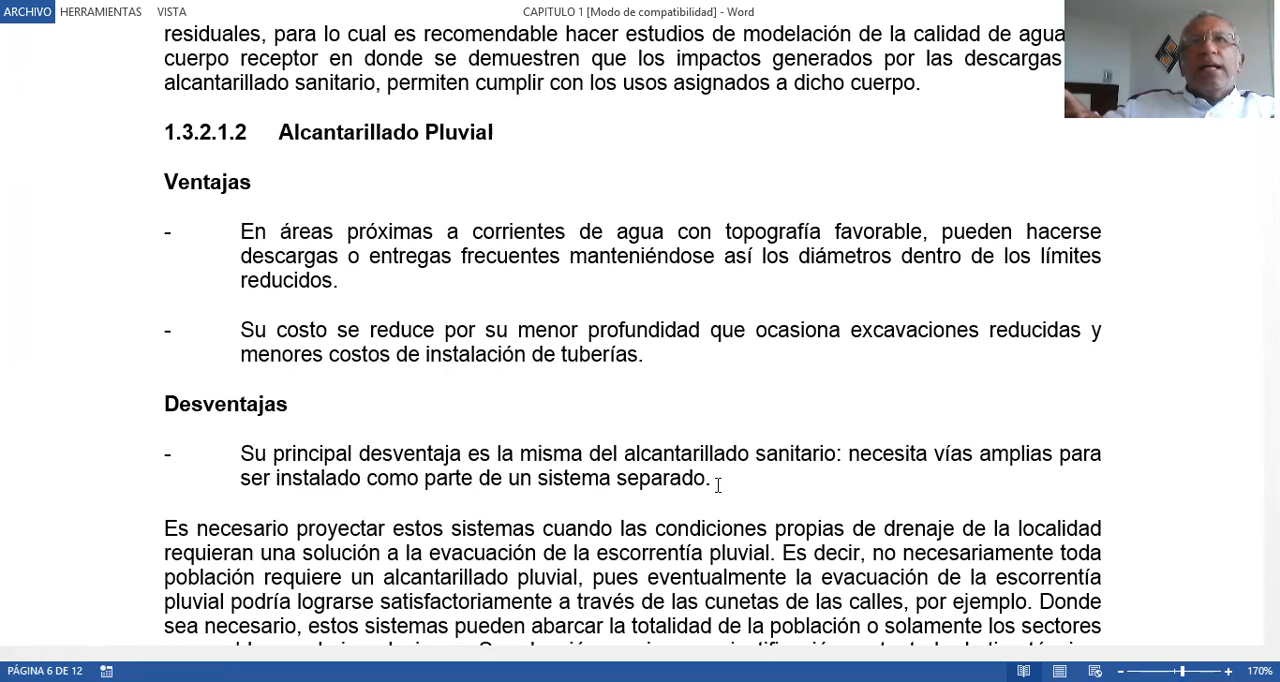 ARCHIVO HERRAMIENTAS VISTA CAPITULO 1 [Modo de compatibilidad] - Word
residuales, para lo cual es recomendable hacer estudios de modelación de la calidad de agua
cuerpo receptor en donde se demuestren que los impactos generados por las descargas
alcantarillado sanitario, permiten cumplir con los usos asignados a dicho cuerpo.
1.3.2.1.2 Alcantarillado Pluvial
Ventajas
- En áreas próximas a corrientes de agua con topografía favorable, pueden hacerse
descargas o entregas frecuentes manteniéndose así los diámetros dentro de los límites
reducidos.
- Su costo se reduce por su menor profundidad que ocasiona excavaciones reducidas y
menores costos de instalación de tuberías.
Desventajas
- Su principal desventaja es la misma del alcantarillado sanitario: necesita vías amplias para
ser instalado como parte de un sistema separado.
Es necesario proyectar estos sistemas cuando las condiciones propias de drenaje de la localidad
requieran una solución a la evacuación de la escorrentía pluvial. Es decir, no necesariamente toda
población requiere un alcantarillado pluvial, pues eventualmente la evacuación de la escorrentía
pluvial podría lograrse satisfactoriamente a través de las cunetas de las calles, por ejemplo. Donde
sea necesario, estos sistemas pueden abarcar la totalidad de la población o solamente los sectores
PÁGINA 6 DE 12 170%